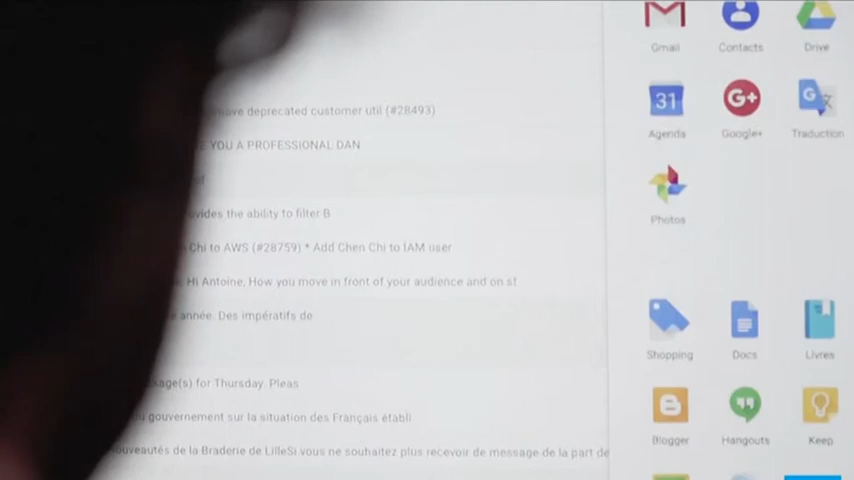 deprecated customer util (#28493)
YOU A PROFESSIONAL DAN
the ability to filter B
Chi to AWS (#28759) * Add Chen Chi to IAM user
Hi Antoine, How you move in front of your audience and on st
année. Des impératifs de
for Thursday. Pleas
gouvernement sur la situation des Français établi
de la Braderie de LilleSi vous ne souhaitez plus recevoir de message de la part de
Gmail Contacts Drive
31 G+ G 文
Agenda Google+ Traduction
Photos
Shopping Docs Livres
Blogger Hangouts Keep